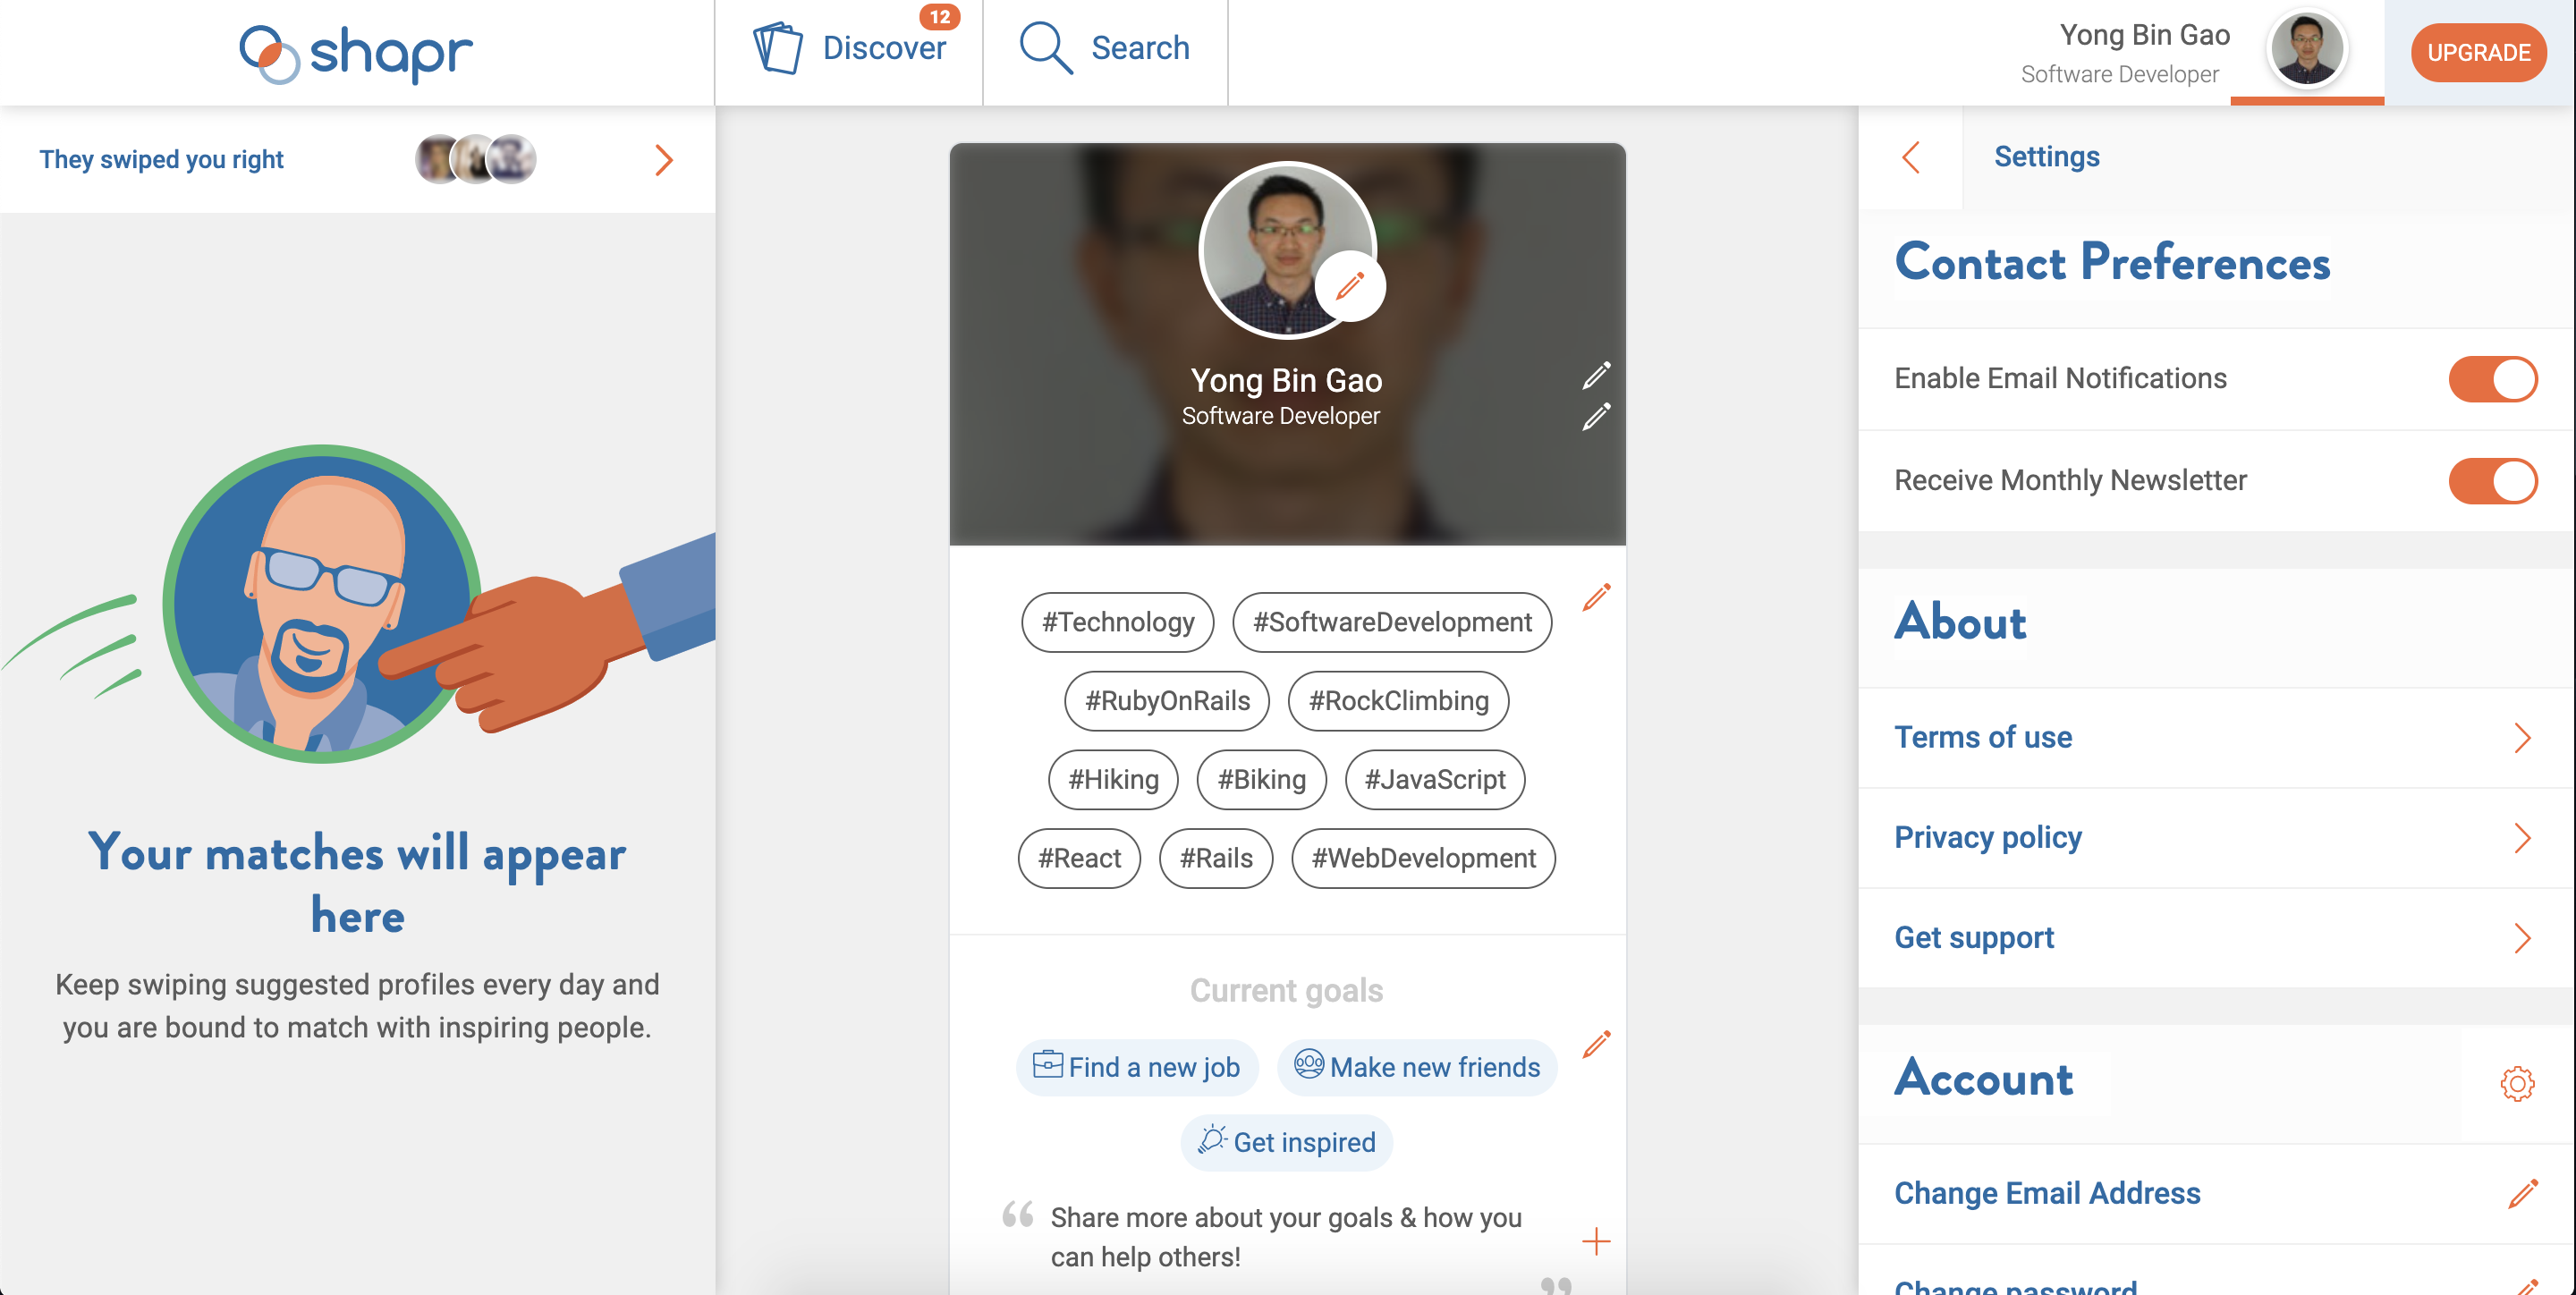 shapr
Discover
12
Search
Yong Bin Gao
Software Developer
UPGRADE
They swiped you right
Your matches will appear
here
Keep swiping suggested profiles every day and
you are bound to match with inspiring people.
Yong Bin Gao
Software Developer
#Technology #SoftwareDevelopment
#RubyOnRails #RockClimbing
#Hiking #Biking #JavaScript
#React #Rails #WebDevelopment
Current goals
Find a new job Make new friends
Get inspired
“ Share more about your goals & how you
can help others!
”
Settings
Contact Preferences
Enable Email Notifications
Receive Monthly Newsletter
About
Terms of use
Privacy policy
Get support
Account
Change Email Address
Change password